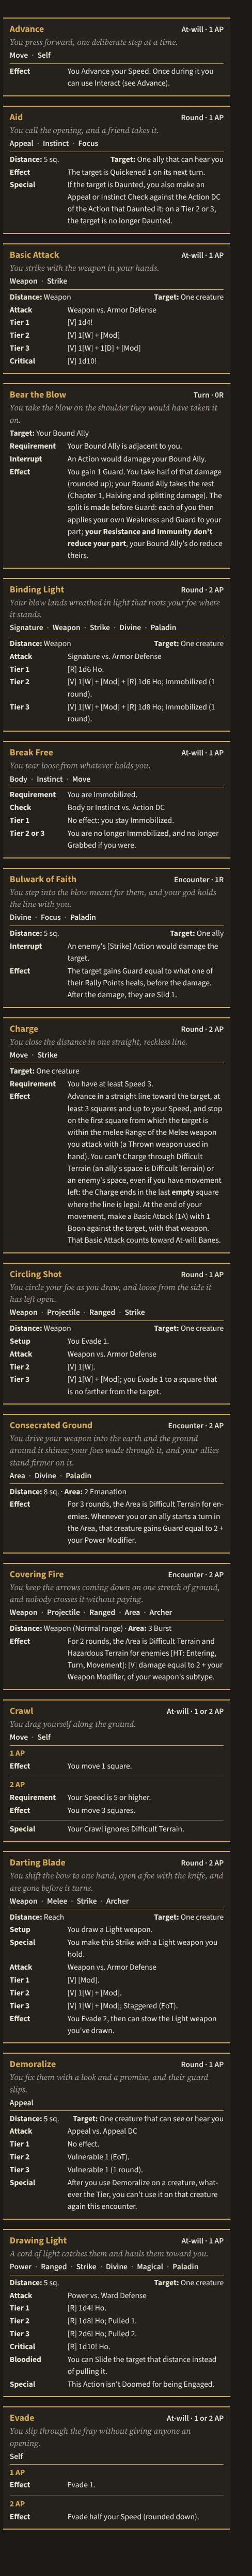 Advance At-will · 1 AP
You press forward, one deliberate step at a time.
Move · Self
Effect You Advance your Speed. Once during it you
can use Interact (see Advance).
Aid Round · 1 AP
You call the opening, and a friend takes it.
Appeal · Instinct · Focus
Distance: 5 sq. Target: One ally that can hear you
Effect The target is Quickened 1 on its next turn.
Special If the target is Daunted, you also make an
Appeal or Instinct Check against the Action DC
of the Action that Daunted it: on a Tier 2 or 3,
the target is no longer Daunted.
Basic Attack At-will · 1 AP
You strike with the weapon in your hands.
Weapon · Strike
Distance: Weapon Target: One creature
Attack Weapon vs. Armor Defense
Tier 1 [V] 1d4!
Tier 2 [V] 1[W] + [Mod]
Tier 3 [V] 1[W] + 1[D] + [Mod]
Critical [V] 1d10!
Bear the Blow Turn · 0R
You take the blow on the shoulder they would have taken it
on.
Target: Your Bound Ally
Requirement Your Bound Ally is adjacent to you.
Interrupt An Action would damage your Bound Ally.
Effect You gain 1 Guard. You take half of that damage
(rounded up); your Bound Ally takes the rest
(Chapter 1, Halving and splitting damage). The
split is made before Guard: each of you then
applies your own Weakness and Guard to your
part; your Resistance and Immunity don't
reduce your part, your Bound Ally's do reduce
theirs.
Binding Light Round · 2 AP
Your blow lands wreathed in light that roots your foe where
it stands.
Signature · Weapon · Strike · Divine · Paladin
Distance: Weapon Target: One creature
Attack Signature vs. Armor Defense
Tier 1 [R] 1d6 Ho.
Tier 2 [V] 1[W] + [Mod] + [R] 1d6 Ho; Immobilized (1
round).
Tier 3 [V] 1[W] + [Mod] + [R] 1d8 Ho; Immobilized (1
round).
Break Free At-will · 1 AP
You tear loose from whatever holds you.
Body · Instinct · Move
Requirement You are Immobilized.
Check Body or Instinct vs. Action DC
Tier 1 No effect: you stay Immobilized.
Tier 2 or 3 You are no longer Immobilized, and no longer
Grabbed if you were.
Bulwark of Faith Encounter · 1R
You step into the blow meant for them, and your god holds
the line with you.
Divine · Focus · Paladin
Distance: 5 sq. Target: One ally
Interrupt An enemy's [Strike] Action would damage the
target.
Effect The target gains Guard equal to what one of
their Rally Points heals, before the damage.
After the damage, they are Slid 1.
Charge Round · 2 AP
You close the distance in one straight, reckless line.
Move · Strike
Target: One creature
Requirement You have at least Speed 3.
Effect Advance in a straight line toward the target, at
least 3 squares and up to your Speed, and stop
on the first square from which the target is
within the melee Range of the Melee weapon
you attack with (a Thrown weapon used in
hand). You can't Charge through Difficult
Terrain (an ally's space is Difficult Terrain) or
an enemy's space, even if you have movement
left: the Charge ends in the last empty square
where the line is legal. At the end of your
movement, make a Basic Attack (1A) with 1
Boon against the target, with that weapon.
That Basic Attack counts toward At-will Banes.
Circling Shot Round · 1 AP
You circle your foe as you draw, and loose from the side it
has left open.
Weapon · Projectile · Ranged · Strike
Distance: Weapon Target: One creature
Setup You Evade 1.
Attack Weapon vs. Armor Defense
Tier 2 [V] 1[W].
Tier 3 [V] 1[W] + [Mod]; you Evade 1 to a square that
is no farther from the target.
Consecrated Ground Encounter · 2 AP
You drive your weapon into the earth and the ground
around it shines: your foes wade through it, and your allies
stand firmer on it.
Area · Divine · Paladin
Distance: 8 sq. · Area: 2 Emanation
Effect For 3 rounds, the Area is Difficult Terrain for en-
emies. Whenever you or an ally starts a turn in
the Area, that creature gains Guard equal to 2 +
your Power Modifier.
Covering Fire Encounter · 2 AP
You keep the arrows coming down on one stretch of ground,
and nobody crosses it without paying.
Weapon · Projectile · Ranged · Area · Archer
Distance: Weapon (Normal range) · Area: 3 Burst
Effect For 2 rounds, the Area is Difficult Terrain and
Hazardous Terrain for enemies [HT: Entering,
Turn, Movement]: [V] damage equal to 2 + your
Weapon Modifier, of your weapon's subtype.
Crawl At-will · 1 or 2 AP
You drag yourself along the ground.
Move · Self
1 AP
Effect You move 1 square.
2 AP
Requirement Your Speed is 5 or higher.
Effect You move 3 squares.
Special Your Crawl ignores Difficult Terrain.
Darting Blade Round · 2 AP
You shift the bow to one hand, open a foe with the knife, and
are gone before it turns.
Weapon · Melee · Strike · Archer
Distance: Reach Target: One creature
Setup You draw a Light weapon.
Special You make this Strike with a Light weapon you
hold.
Attack Weapon vs. Armor Defense
Tier 1 [V] [Mod].
Tier 2 [V] 1[W] + [Mod].
Tier 3 [V] 1[W] + [Mod]; Staggered (EoT).
Effect You Evade 2, then can stow the Light weapon
you've drawn.
Demoralize Round · 1 AP
You fix them with a look and a promise, and their guard
slips.
Appeal
Distance: 5 sq. Target: One creature that can see or hear you
Attack Appeal vs. Appeal DC
Tier 1 No effect.
Tier 2 Vulnerable 1 (EoT).
Tier 3 Vulnerable 1 (1 round).
Special After you use Demoralize on a creature, what-
ever the Tier, you can't use it on that creature
again this encounter.
Drawing Light At-will · 1 AP
A cord of light catches them and hauls them toward you.
Power · Ranged · Strike · Divine · Magical · Paladin
Distance: 5 sq. Target: One creature
Attack Power vs. Ward Defense
Tier 1 [R] 1d4! Ho.
Tier 2 [R] 1d8! Ho; Pulled 1.
Tier 3 [R] 2d6! Ho; Pulled 2.
Critical [R] 1d10! Ho.
Bloodied You can Slide the target that distance instead
of pulling it.
Special This Action isn't Doomed for being Engaged.
Evade At-will · 1 or 2 AP
You slip through the fray without giving anyone an
opening.
Self
1 AP
Effect Evade 1.
2 AP
Effect Evade half your Speed (rounded down).